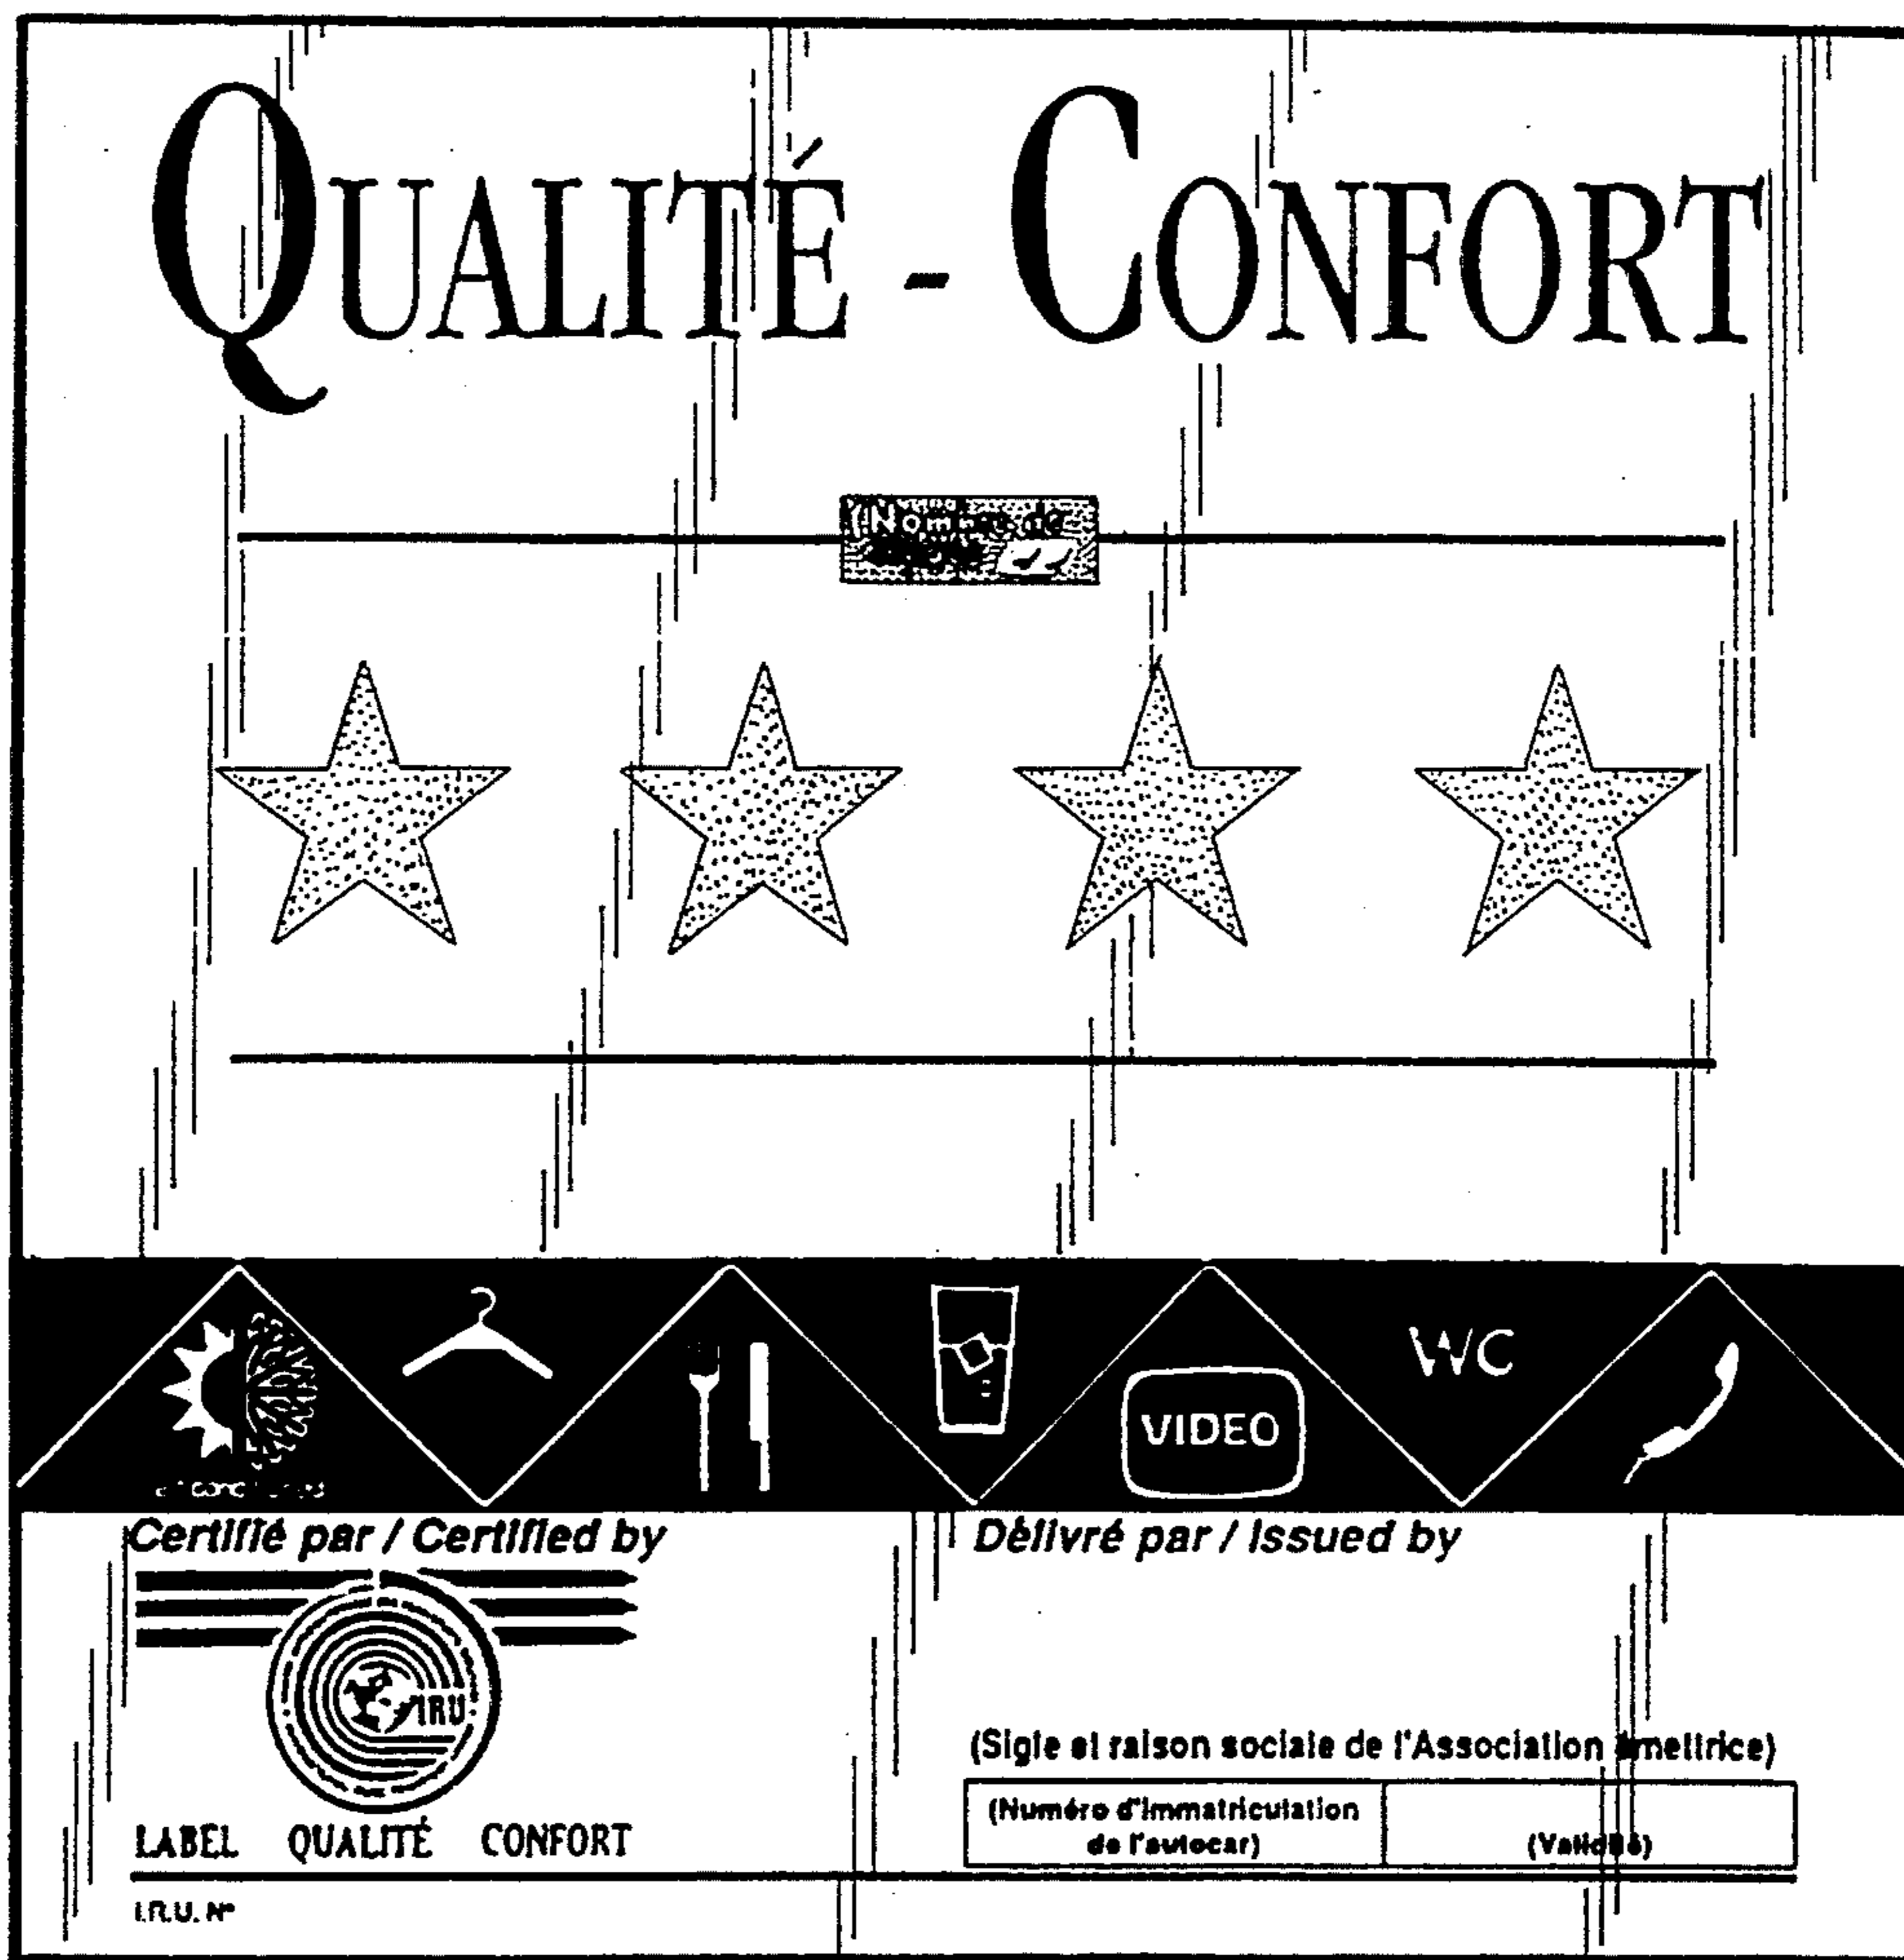 QUALITÉ - CONFORT
VIDEO
WC
Certifié par / Certified by
Délivré par / Issued by
IRU
(Sigle et raison sociale de l'Association émettrice)
(Numéro d'immatriculation
de l'autocar)
(Validité)
LABEL QUALITÉ CONFORT
I.R.U. Nº